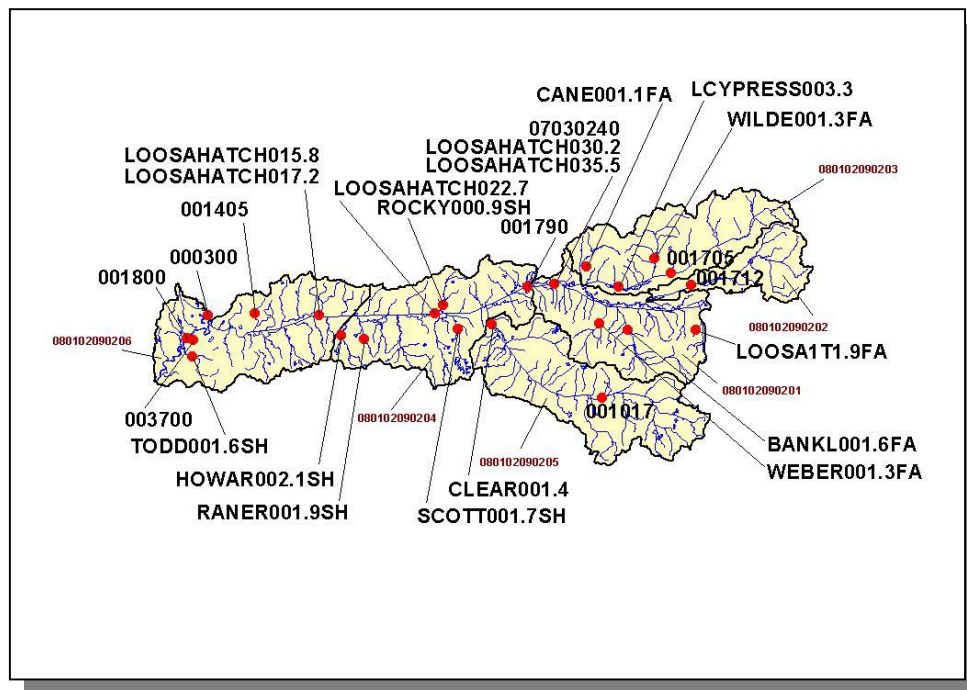 CANE001.1FA
LCYPRESS003.3
WILDE001.3FA
07030240
LOOSAHATCH030.2
LOOSAHATCH035.5
LOOSAHATCH015.8
LOOSAHATCH017.2
LOOSAHATCH022.7
ROCKY000.9SH
080102090203
001405
001790
000300
001705
001800
001712
080102090206
080102090202
LOOSA1T1.9FA
080102090201
003700
080102090204
001017
TODD001.6SH
BANKL001.6FA
080102090205
WEBER001.3FA
HOWAR002.1SH
CLEAR001.4
RANER001.9SH
SCOTT001.7SH